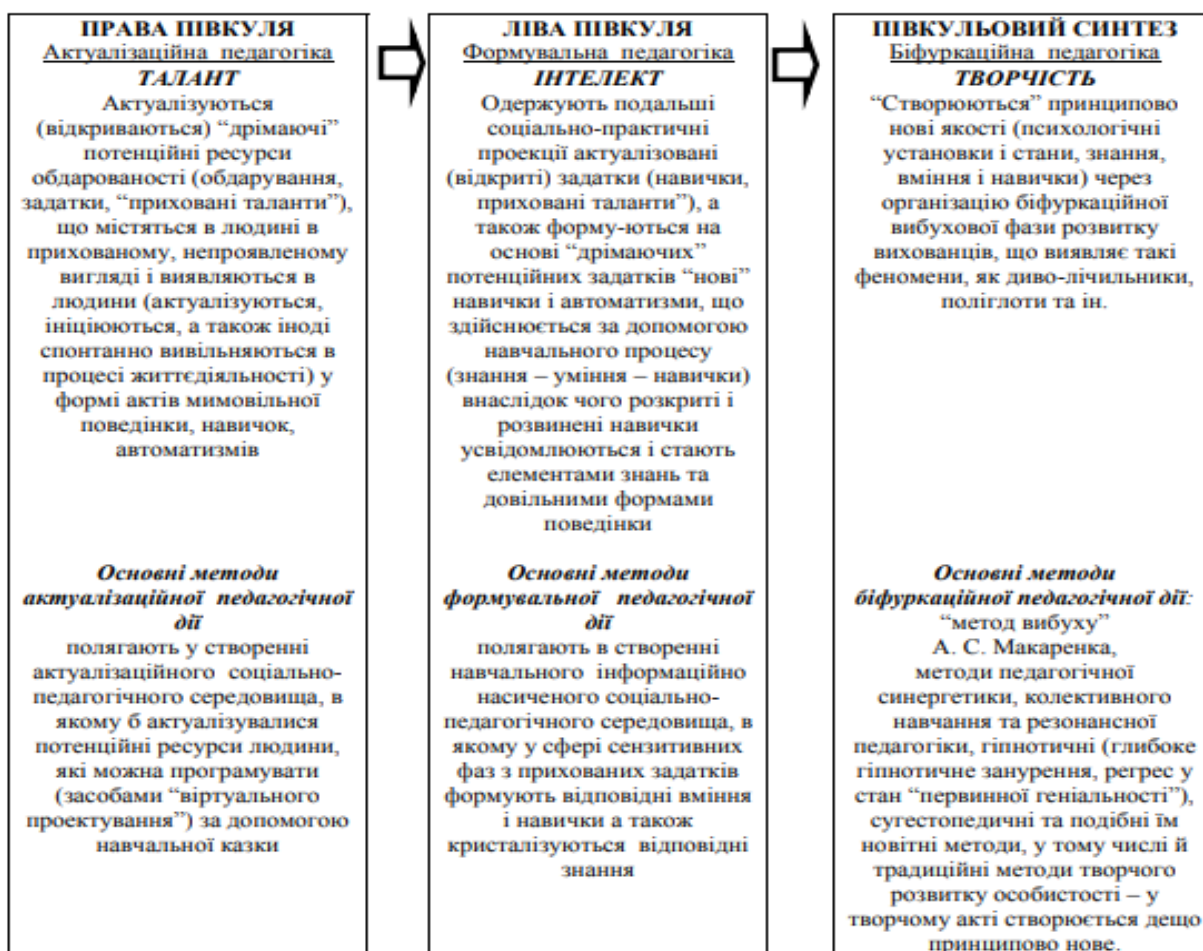 ПРАВА ПІВКУЛЯ
Актуалізаційна педагогіка
ТАЛАНТ
Актуалізуються
(відкриваються) “дрімаючі”
потенційні ресурси
обдарованості (обдарування,
задатки, “приховані таланти”),
що містяться в людині в
прихованому, непроявленому
вигляді і виявляються в
людини (актуалізуються,
ініціюються, а також іноді
спонтанно вивільняються в
процесі життєдіяльності) у
формі актів мимовільної
поведінки, навичок,
автоматизмів
Основні методи
актуалізаційної педагогічної
дії
полягають у створенні
актуалізаційного соціально-
педагогічного середовища, в
якому б актуалізувалися
потенційні ресурси людини,
які можна програмувати
(засобами “віртуального
проектування”) за допомогою
навчальної казки
ЛІВА ПІВКУЛЯ
Формувальна педагогіка
ІНТЕЛЕКТ
Одержують подальші
соціально-практичні
проекції актуалізовані
(відкриті) задатки (навички,
приховані таланти”), а
також форму-ються на
основі “дрімаючих”
потенційних задатків “нові”
навички і автоматизми, що
здійснюється за допомогою
навчального процесу
(знання – уміння – навички)
внаслідок чого розкриті і
розвинені навички
усвідомлюються і стають
елементами знань та
довільними формами
поведінки
Основні методи
формувальної педагогічної
дії
полягають в створенні
навчального інформаційно
насиченого соціально-
педагогічного середовища, в
якому у сфері сензитивних
фаз з прихованих задатків
формують відповідні вміння
і навички а також
кристалізуються відповідні
знання
ПІВКУЛЬОВИЙ СИНТЕЗ
Біфуркаційна педагогіка
ТВОРЧІСТЬ
“Створюються” принципово
нові якості (психологічні
установки і стани, знання,
вміння і навички) через
організацію біфуркаційної
вибухової фази розвитку
вихованців, що виявляє такі
феномени, як диво-лічильники,
поліглоти та ін.
Основні методи
біфуркаційної педагогічної дії:
“метод вибуху”
А. С. Макаренка,
методи педагогічної
синергетики, колективного
навчання та резонансної
педагогіки, гіпнотичні (глибоке
гіпнотичне занурення, регрес у
стан “первинної геніальності”),
сугестопедичні та подібні їм
новітні методи, у тому числі й
традиційні методи творчого
розвитку особистості – у
творчому акті створюється дещо
принципово нове.